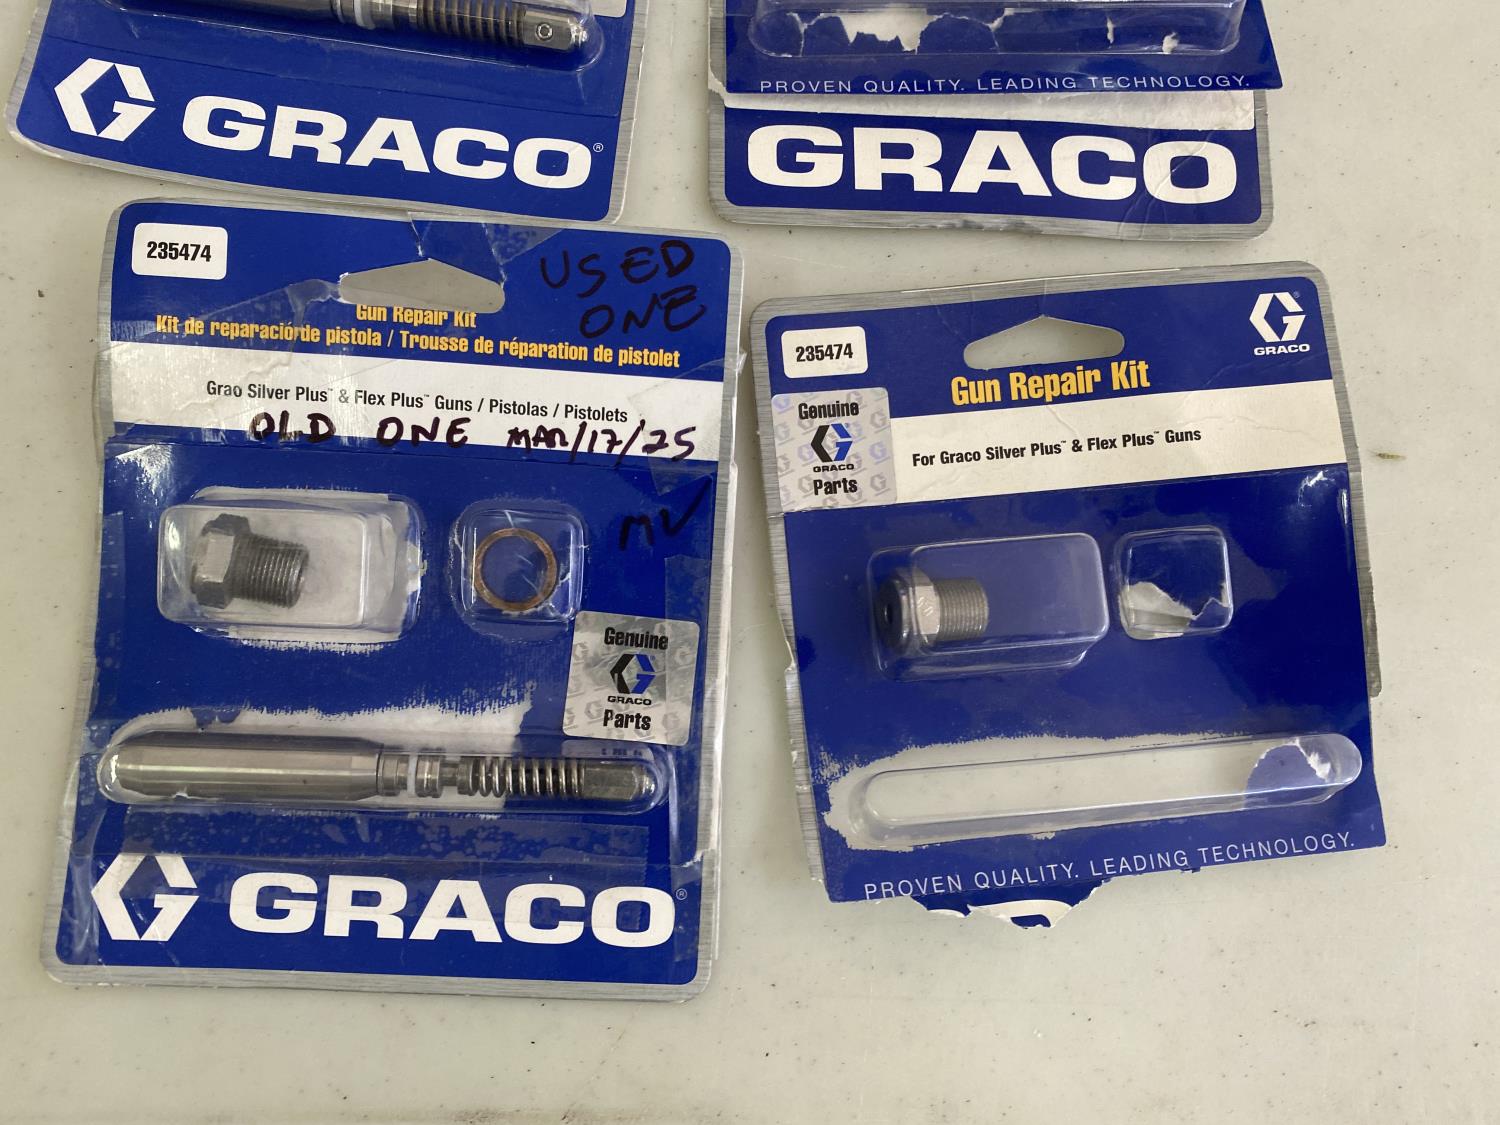 GRACO®
PROVEN QUALITY. LEADING TECHNOLOGY.
GRACO
235474
USED
ONE
Gun Repair Kit
Kit de reparaciórde pistola / Trousse de réparation de pistolet
Grao Silver Plus™ & Flex Plus™ Guns / Pistolas / Pistolets
OLD ONE MAR/17/25
MV
Genuine
GRACO
Parts
GRACO®
235474
GRACO
Gun Repair Kit
Genuine
GRACO
Parts
For Graco Silver Plus™ & Flex Plus™ Guns
PROVEN QUALITY. LEADING TECHNOLOGY.